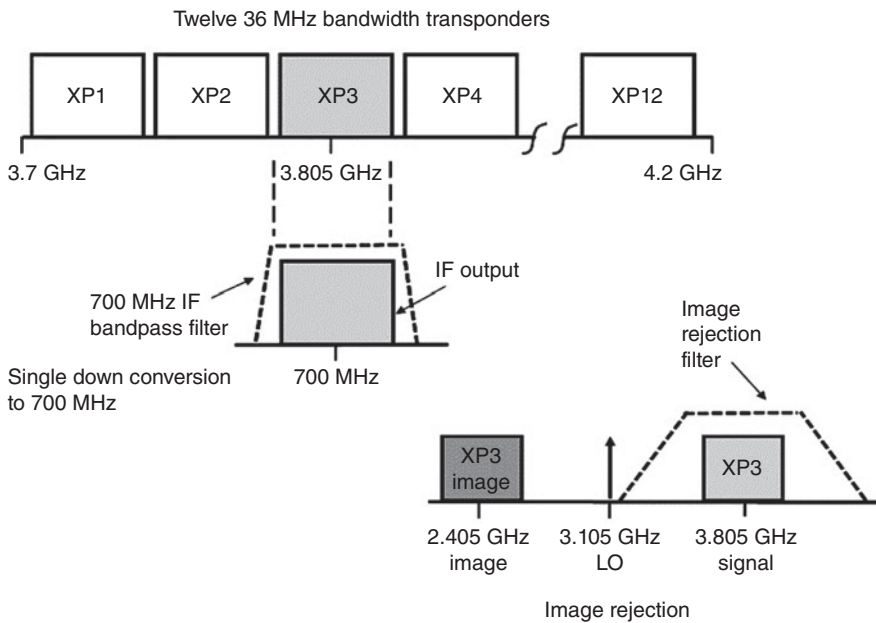 Twelve 36 MHz bandwidth transponders
XP1 XP2 XP3 XP4 XP12
3.7 GHz 3.805 GHz 4.2 GHz
IF output
700 MHz IF
bandpass filter
700 MHz
Single down conversion
to 700 MHz
Image
rejection
filter
XP3
image
XP3
2.405 GHz 3.105 GHz 3.805 GHz
image LO signal
Image rejection